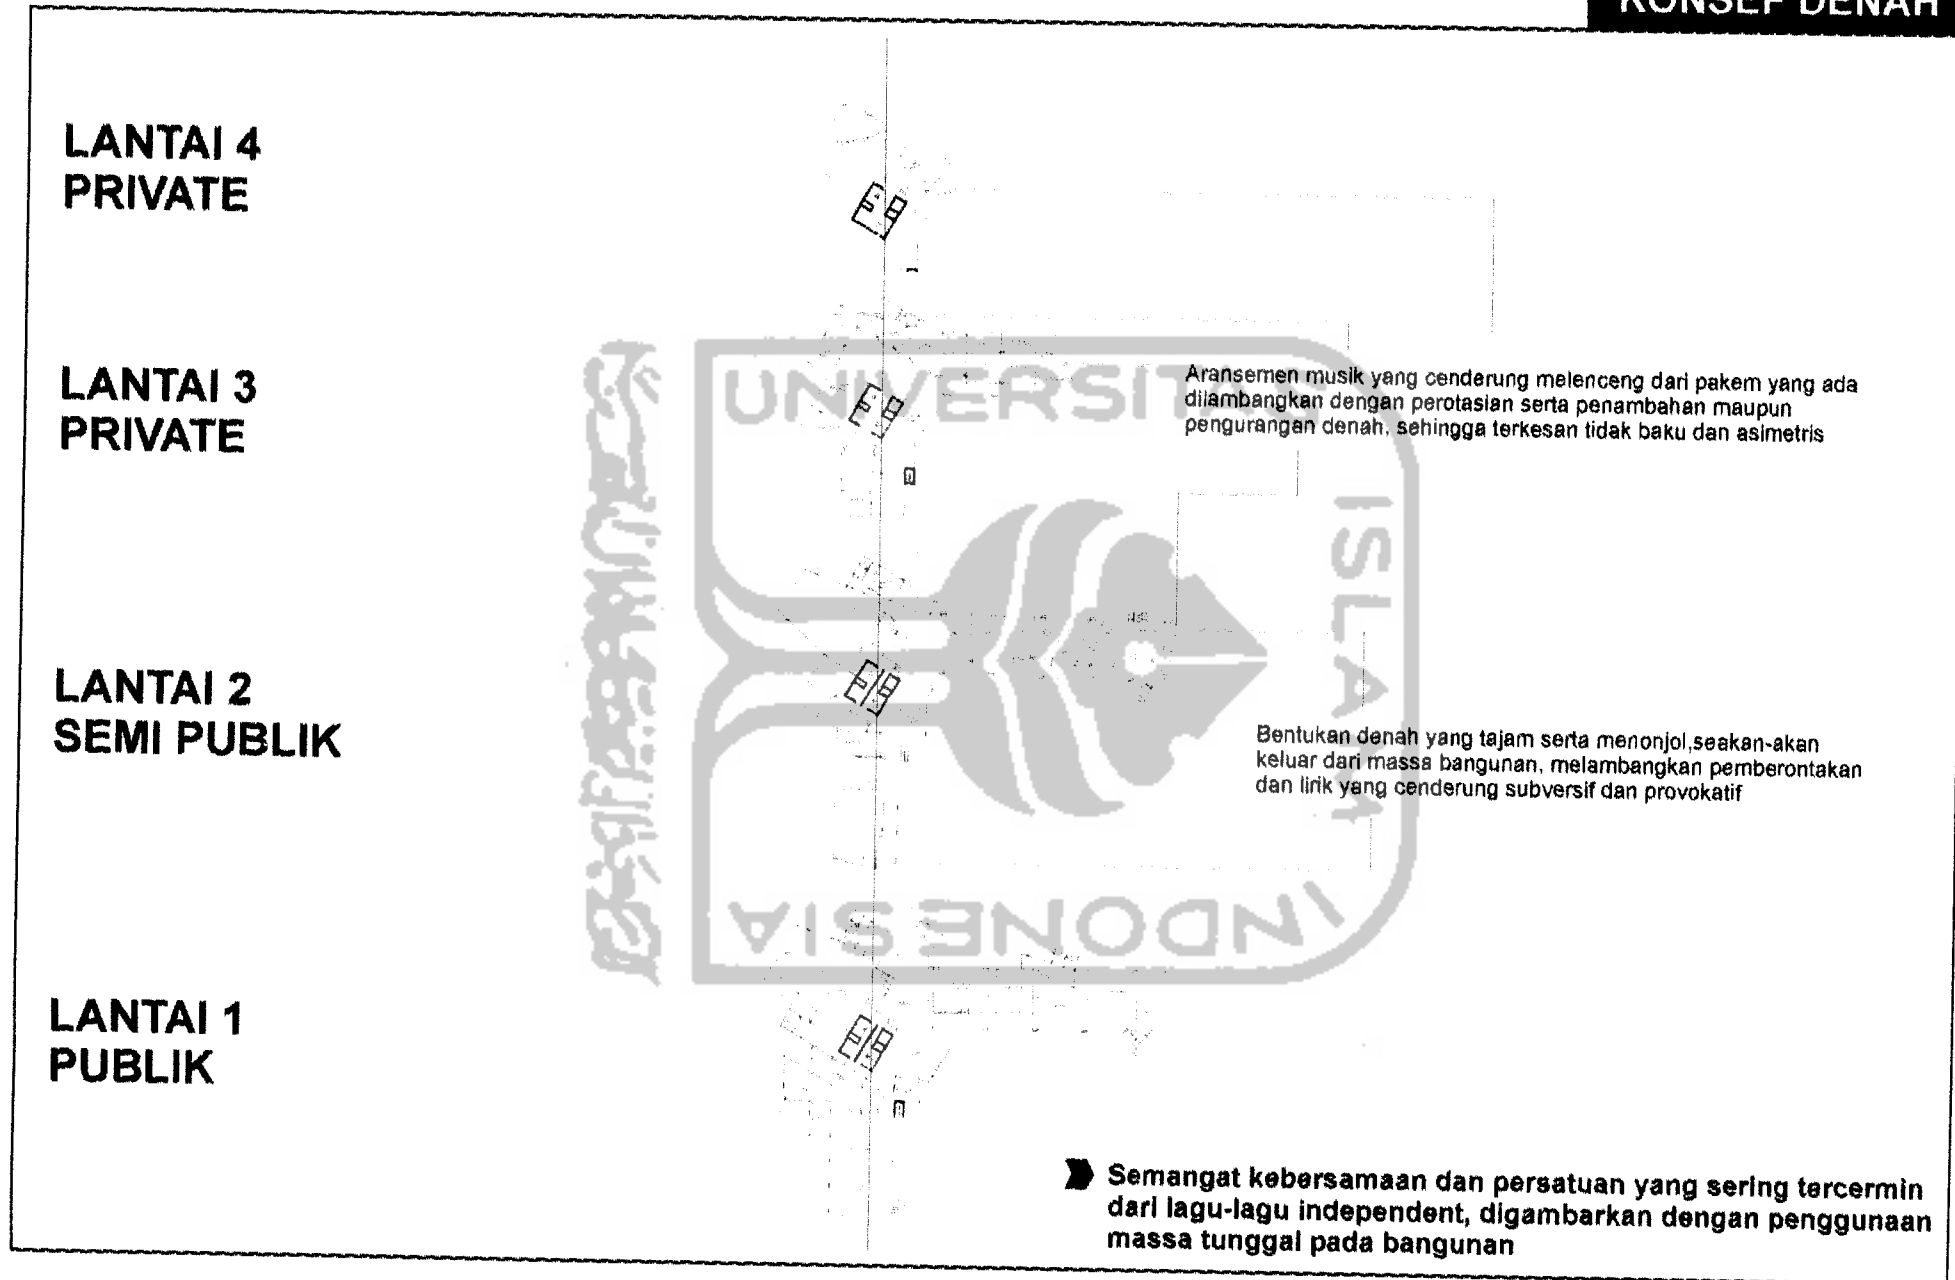 KONSEP DENAH
LANTAI 4
PRIVATE
LANTAI 3
PRIVATE
Aransemen musik yang cenderung melenceng dari pakem yang ada
dilambangkan dengan perotasian serta penambahan maupun
pengurangan denah, sehingga terkesan tidak baku dan asimetris
LANTAI 2
SEMI PUBLIK
Bentukan denah yang tajam serta menonjol,seakan-akan
keluar dari massa bangunan, melambangkan pemberontakan
dan lirik yang cenderung subversif dan provokatif
LANTAI 1
PUBLIK
Semangat kebersamaan dan persatuan yang sering tercermin
dari lagu-lagu independent, digambarkan dengan penggunaan
massa tunggal pada bangunan
UNIVERSITAS
ISLAM
INDONESIA